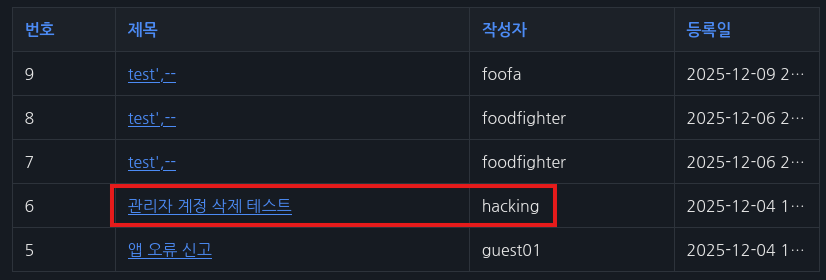 번호 제목 작성자 등록일
9 test',-- foofa 2025-12-09 2…
8 test',-- foodfighter 2025-12-06 2…
7 test',-- foodfighter 2025-12-06 2…
6 관리자 계정 삭제 테스트 hacking 2025-12-04 1…
5 앱 오류 신고 guest01 2025-12-04 1…